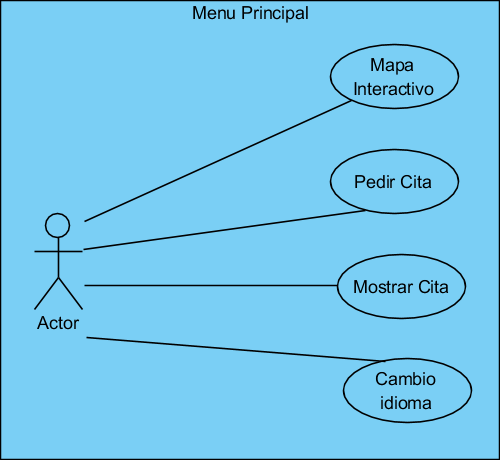 Menu Principal
Mapa
Interactivo
Pedir Cita
Mostrar Cita
Actor
Cambio
idioma